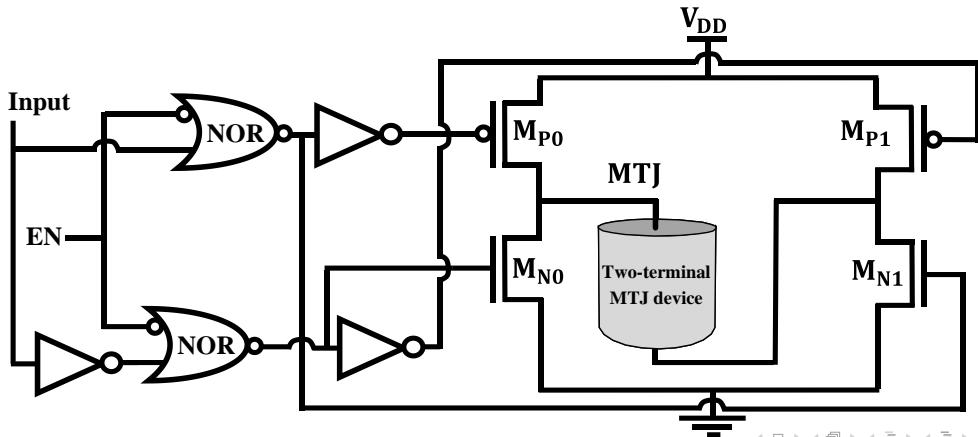 V_DD
Input
NOR
M_P0
M_P1
MTJ
EN
M_N0
Two-terminal
MTJ device
M_N1
NOR